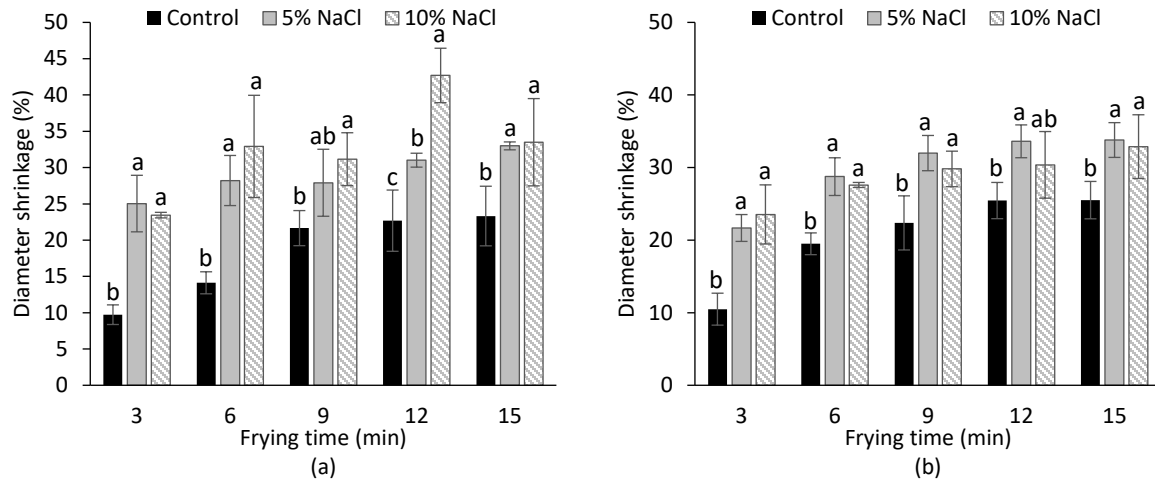 Control 5% NaCl 10% NaCl
Diameter shrinkage (%)
50
45
40
35
30
25
20
15
10
5
0
b a a
b a a
b ab a
c b a
b a a
3 6 9 12 15
Frying time (min)
(a)
Control 5% NaCl 10% NaCl
Diameter shrinkage (%)
50
40
30
20
10
0
b a a
b a a
b a a
b a ab
b a a
3 6 9 12 15
Frying time (min)
(b)